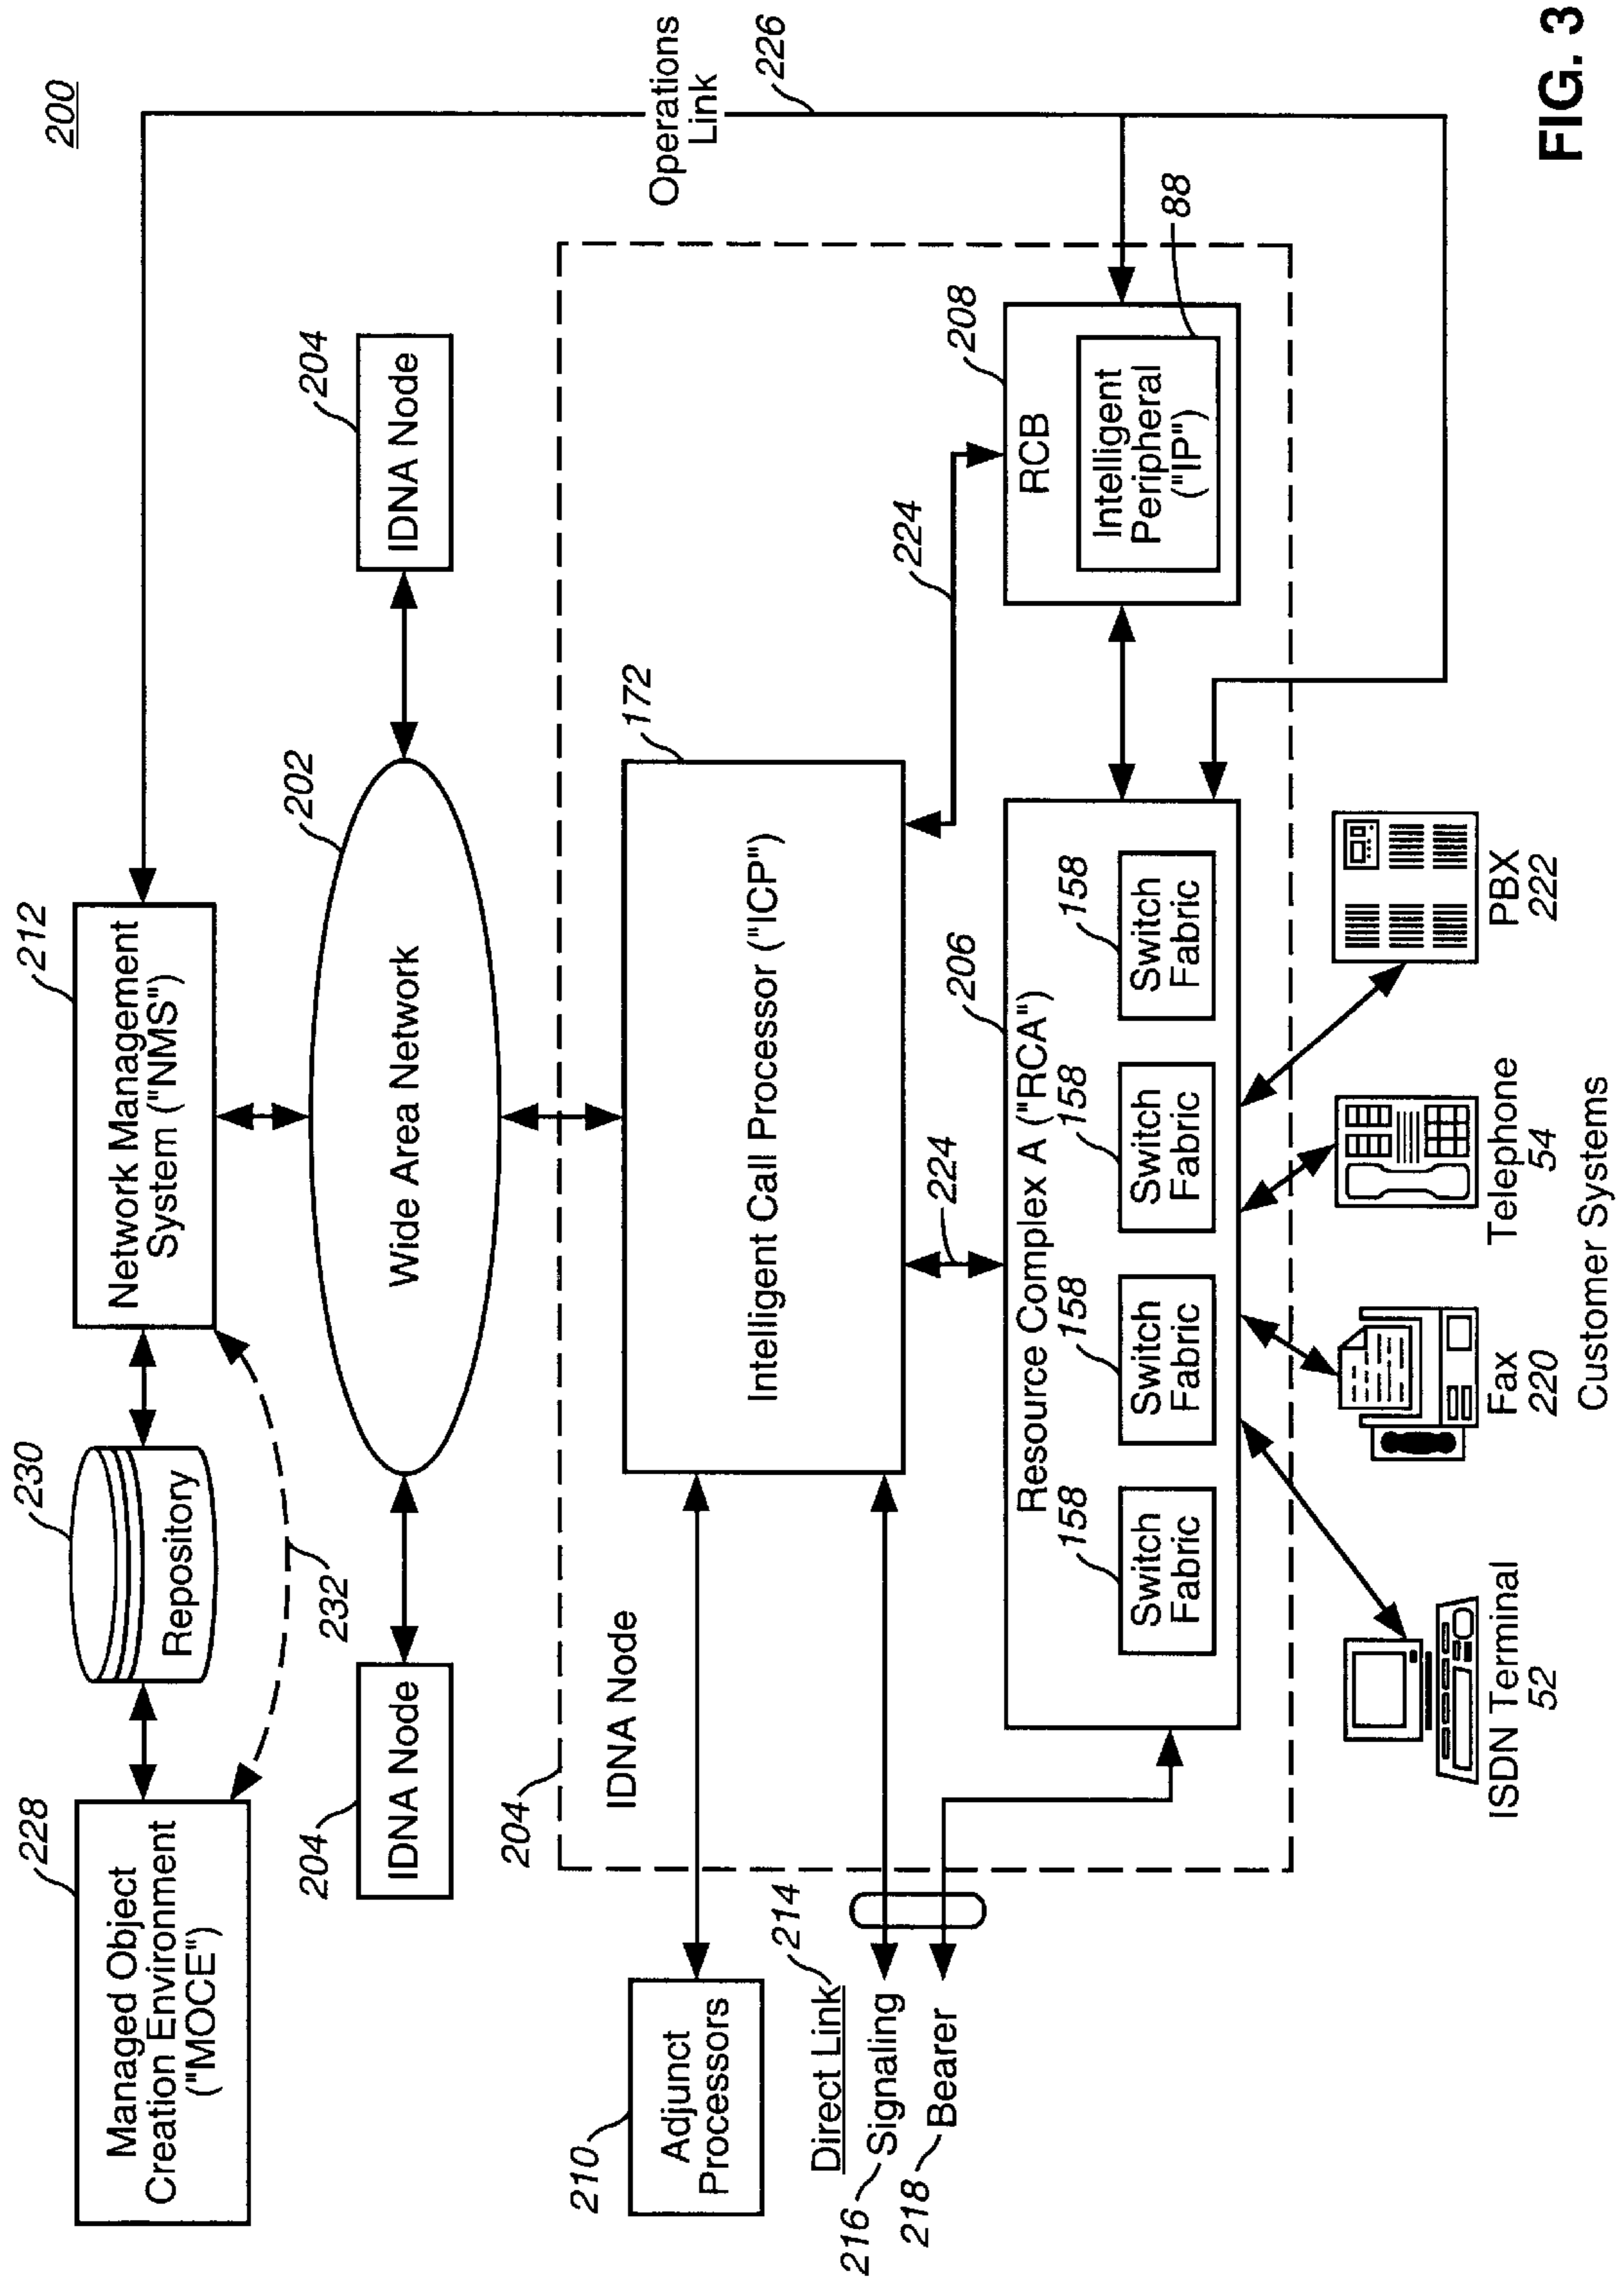 200
228
Managed Object
Creation Environment
("MOCE")
230
Repository
212
Network Management
System ("NMS")
232
204
IDNA Node
202
Wide Area Network
204
IDNA Node
Operations
Link
226
204
IDNA Node
172
Intelligent Call Processor ("ICP")
210
Adjunct
Processors
Direct Link
214
216
Signaling
218
Bearer
224
224
206
Resource Complex A ("RCA")
158
Switch
Fabric
158
Switch
Fabric
158
Switch
Fabric
158
Switch
Fabric
208
RCB
Intelligent
Peripheral
("IP")
88
ISDN Terminal
52
Fax
220
Telephone
54
PBX
222
Customer Systems
FIG. 3